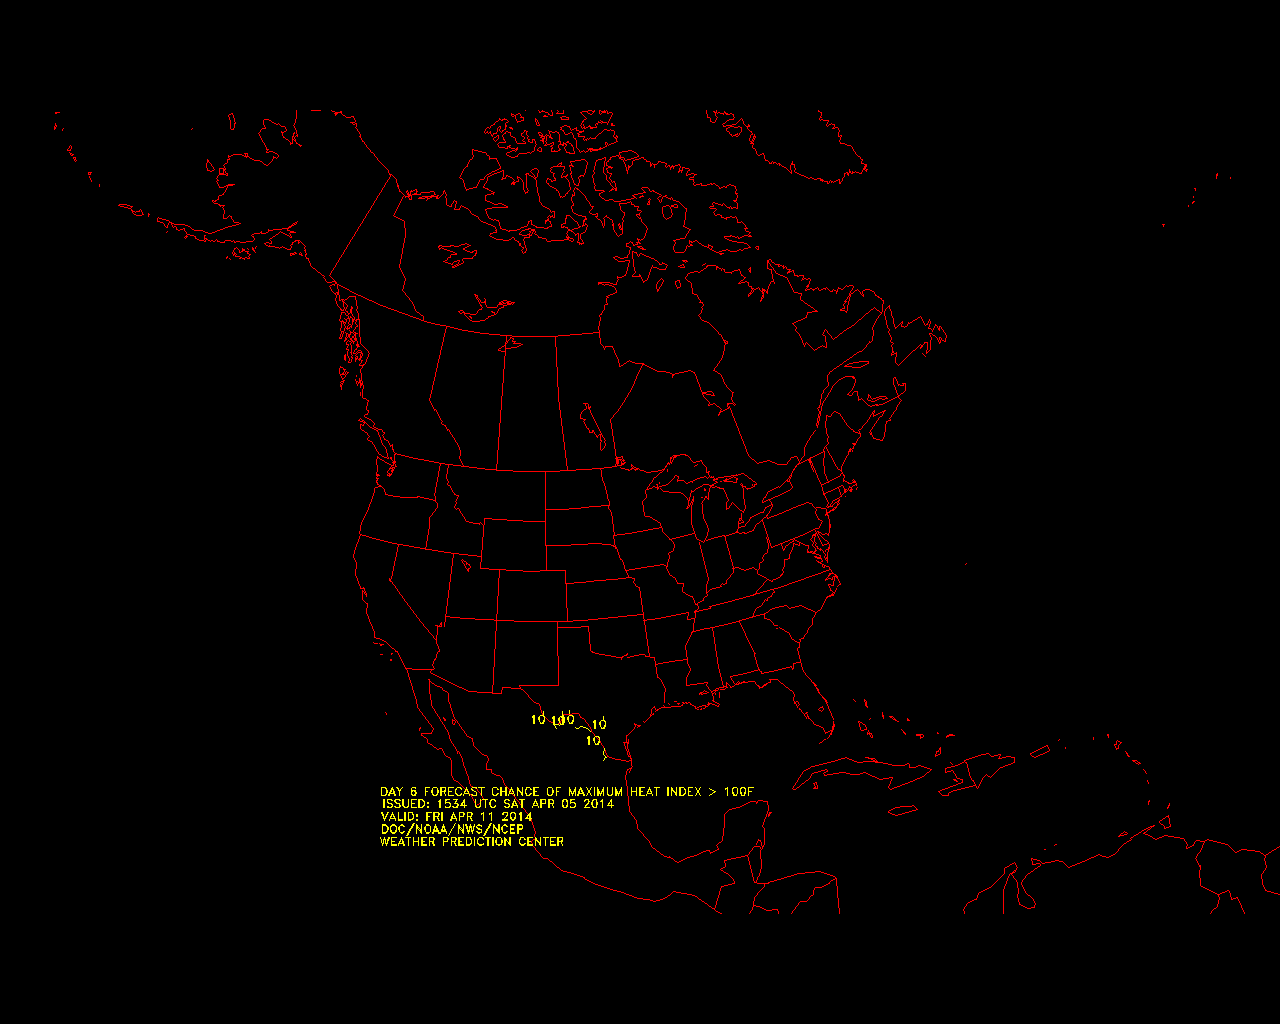 10 10 10 10
10
DAY 6 FORECAST CHANCE OF MAXIMUM HEAT INDEX > 100F
ISSUED: 1534 UTC SAT APR 05 2014
VALID: FRI APR 11 2014
DOC/NOAA/NWS/NCEP
WEATHER PREDICTION CENTER